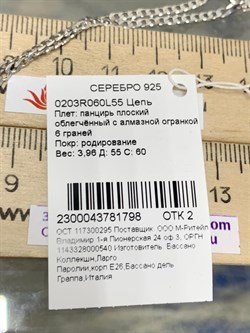 СЕРЕБРО 925
0203R060L55 Цепь
Плет: панцирь плоский
облегчённый с алмазной огранкой
6 граней
Покр: родирование
Вес: 3,96 Д: 55 С: 60
2300043781798 ОТК 2
ОСТ 117300295 Поставщик: ООО М-Ритейл
Владимир 1-я Пионерская 24 оф 3, ОРГН
1143328000540 Изготовитель: Бассано
Коллекшн,Ларго
Паролии,корп Е26,Бассано дель
Граппа,Италия